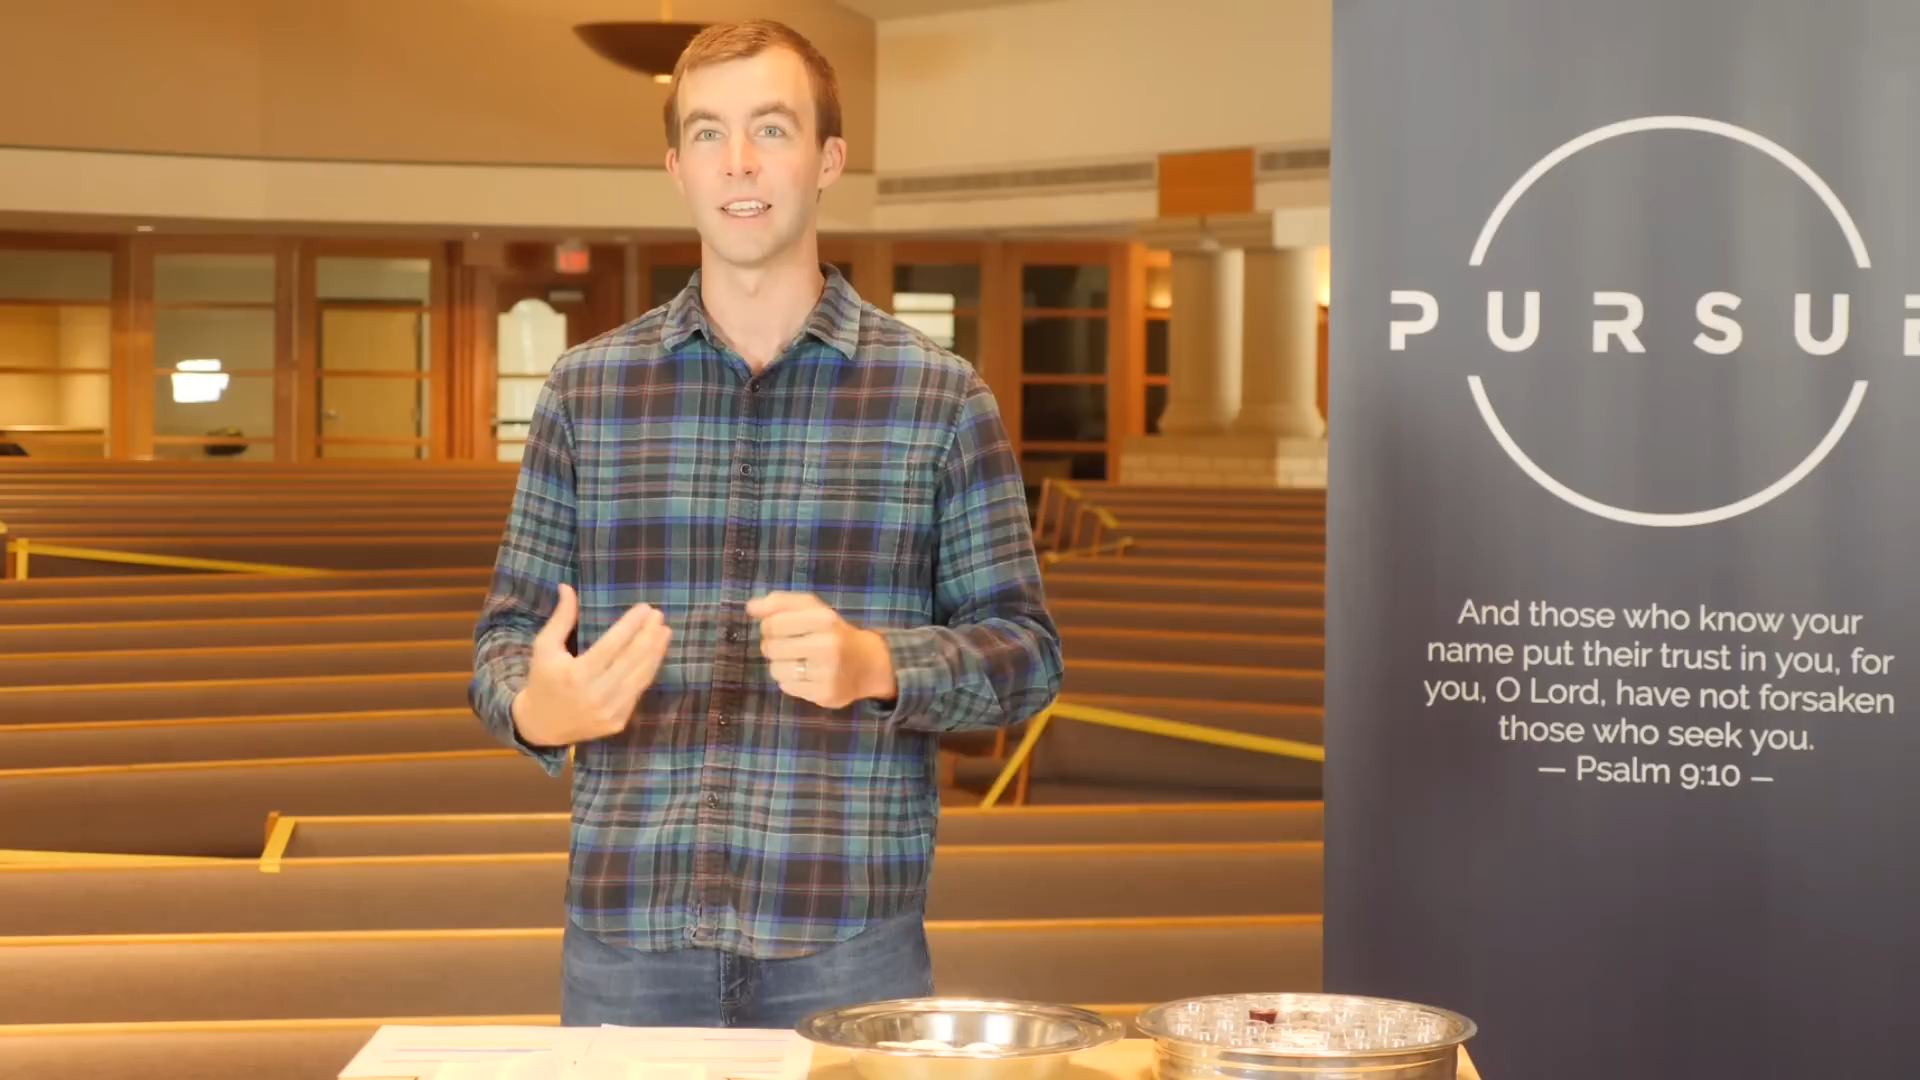 PURSUE
And those who know your
name put their trust in you, for
you, O Lord, have not forsaken
those who seek you.
— Psalm 9:10 —